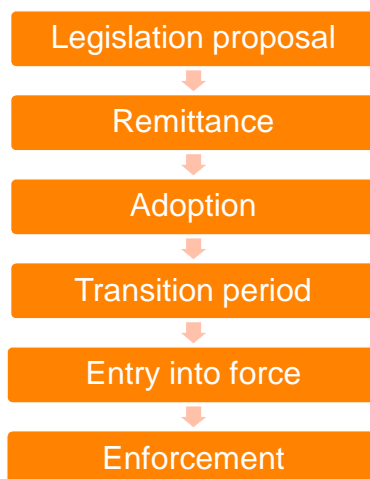 Legislation proposal
Remittance
Adoption
Transition period
Entry into force
Enforcement